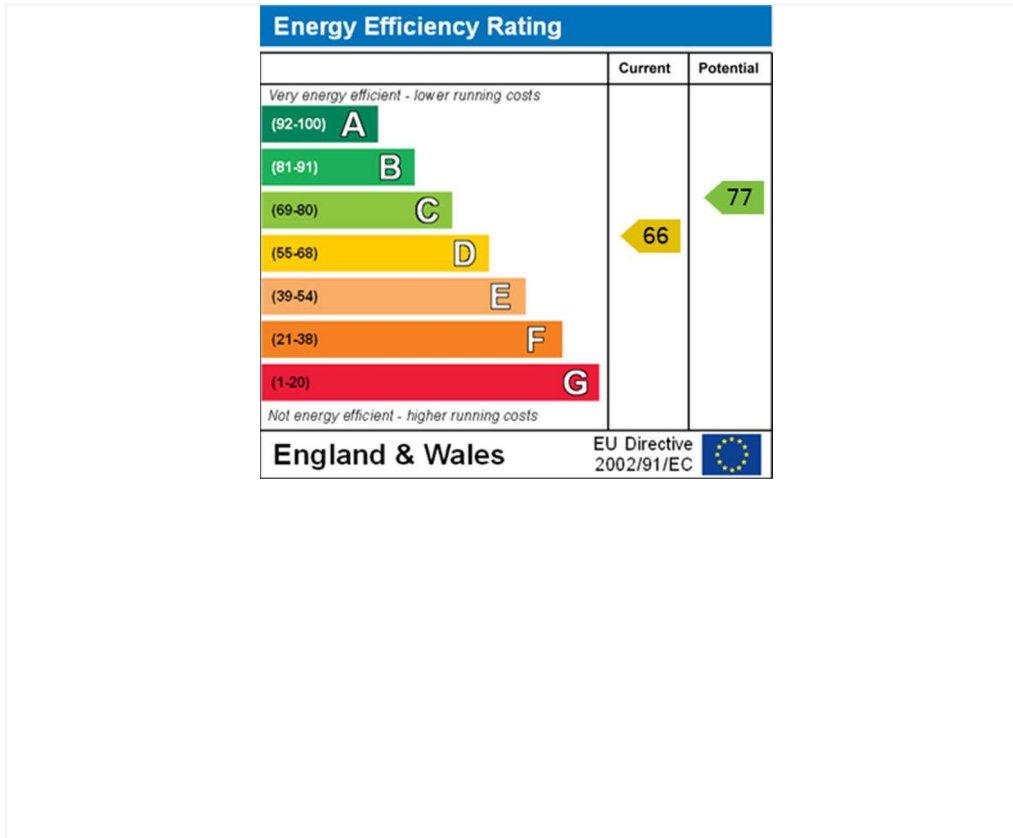 Energy Efficiency Rating
Current Potential
Very energy efficient - lower running costs
(92-100) A
(81-91) B
(69-80) C
77
66
(55-68) D
(39-54) E
(21-38) F
(1-20) G
Not energy efficient - higher running costs
England & Wales
EU Directive
2002/91/EC